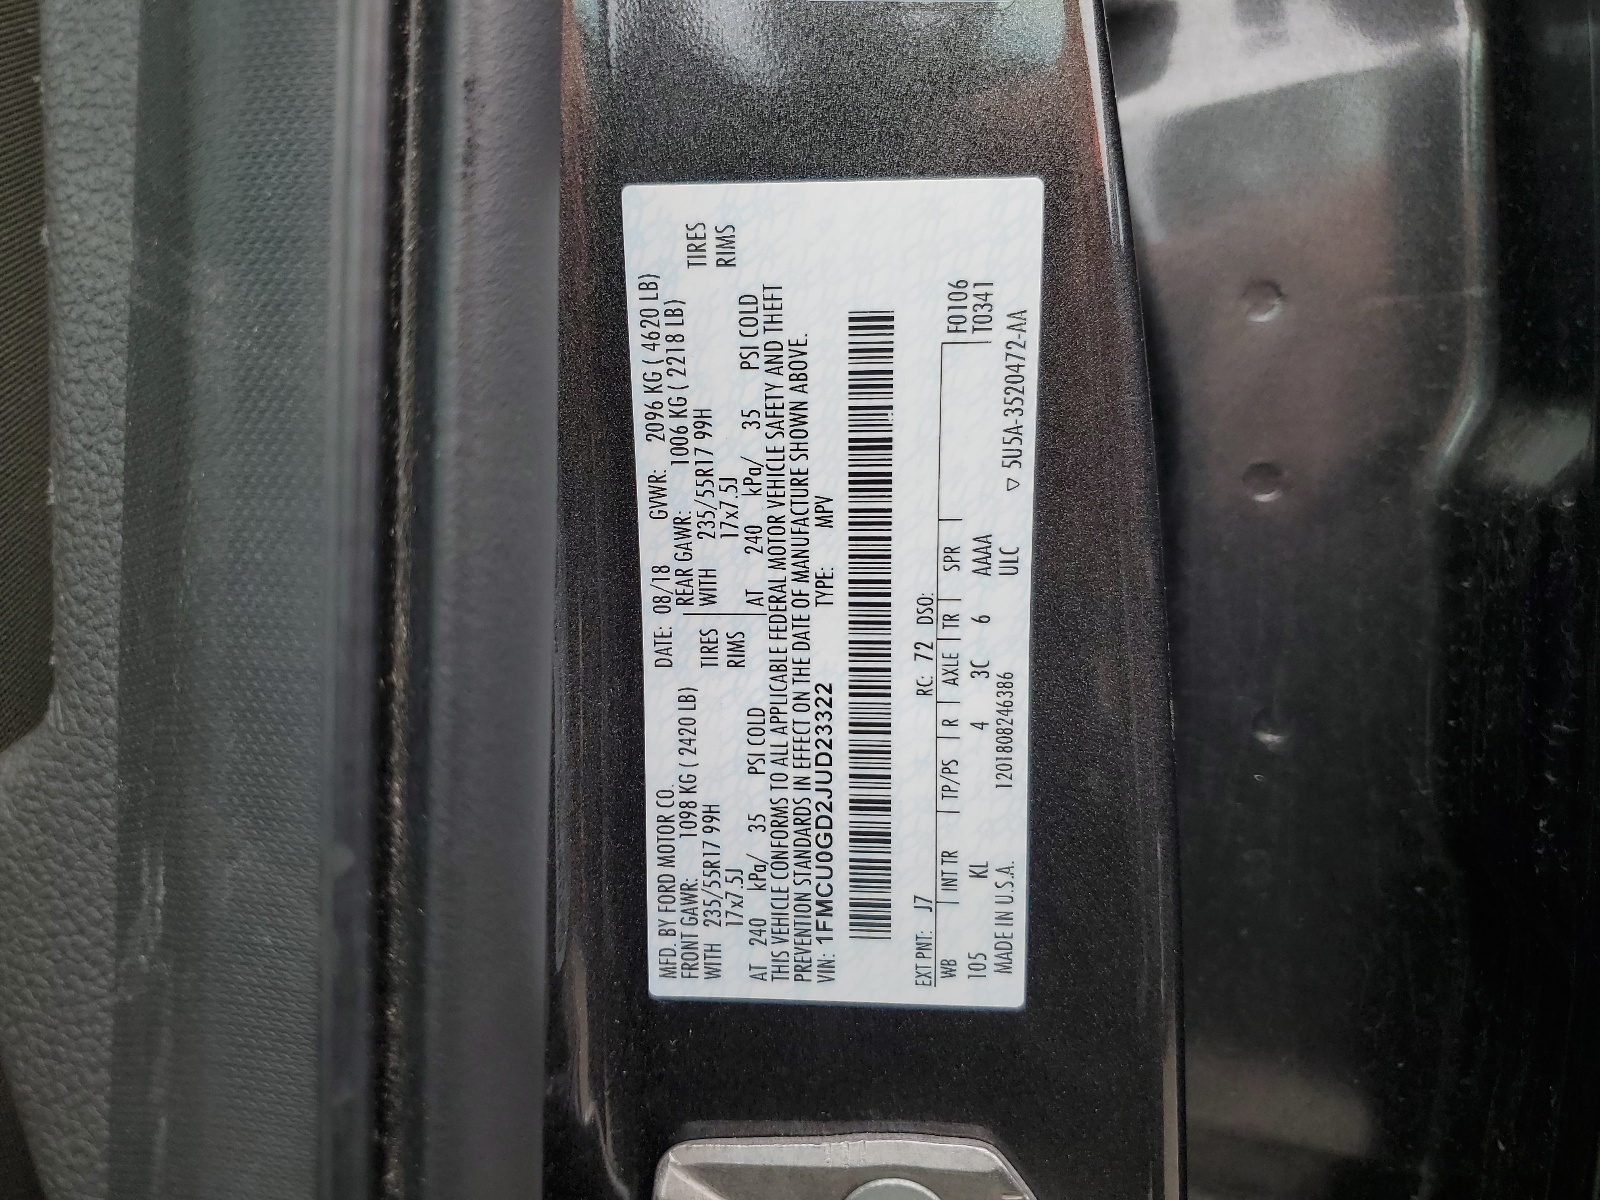 MFD. BY FORD MOTOR CO. DATE: 08/18 GVWR: 2096 KG ( 4620 LB)
FRONT GAWR: 1098 KG ( 2420 LB) REAR GAWR: 1006 KG ( 2218 LB)
WITH 235/55R17 99H TIRES WITH 235/55R17 99H TIRES
17x7.5J RIMS 17x7.5J RIMS
AT 240 kPa/ 35 PSI COLD AT 240 kPa/ 35 PSI COLD
THIS VEHICLE CONFORMS TO ALL APPLICABLE FEDERAL MOTOR VEHICLE SAFETY AND THEFT
PREVENTION STANDARDS IN EFFECT ON THE DATE OF MANUFACTURE SHOWN ABOVE.
VIN: 1FMCU0GD2JUD23322 TYPE: MPV
EXT PNT: J7 RC: 72 DSO:
WB INT TR TP/PS R AXLE TR SPR F0106
105 KL 4 3C 6 AAAA T0341
MADE IN U.S.A. 1201808246386 ULC ▽ 5U5A-3520472-AA